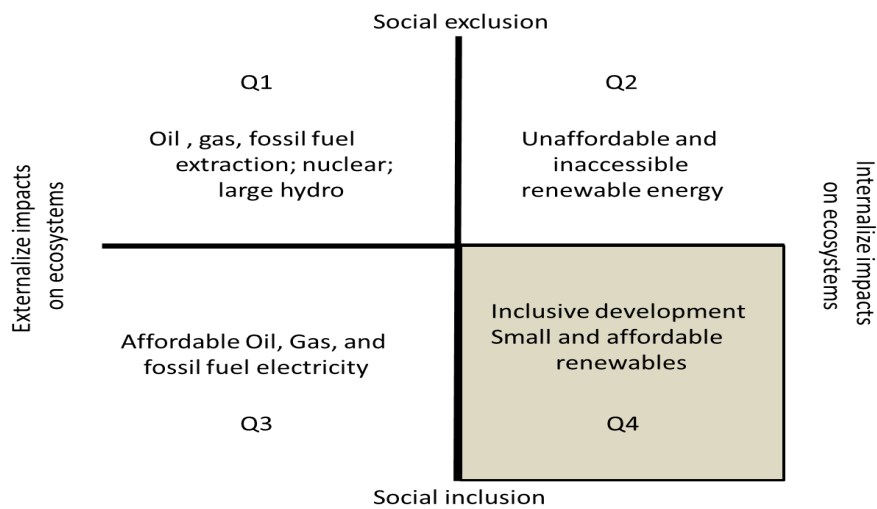 Social exclusion
Q1
Oil , gas, fossil fuel
extraction; nuclear;
large hydro
Q2
Unaffordable and
inaccessible
renewable energy
Externalize impacts
on ecosystems
Internalize impacts
on ecosystems
Affordable Oil, Gas, and
fossil fuel electricity
Q3
Inclusive development
Small and affordable
renewables
Q4
Social inclusion